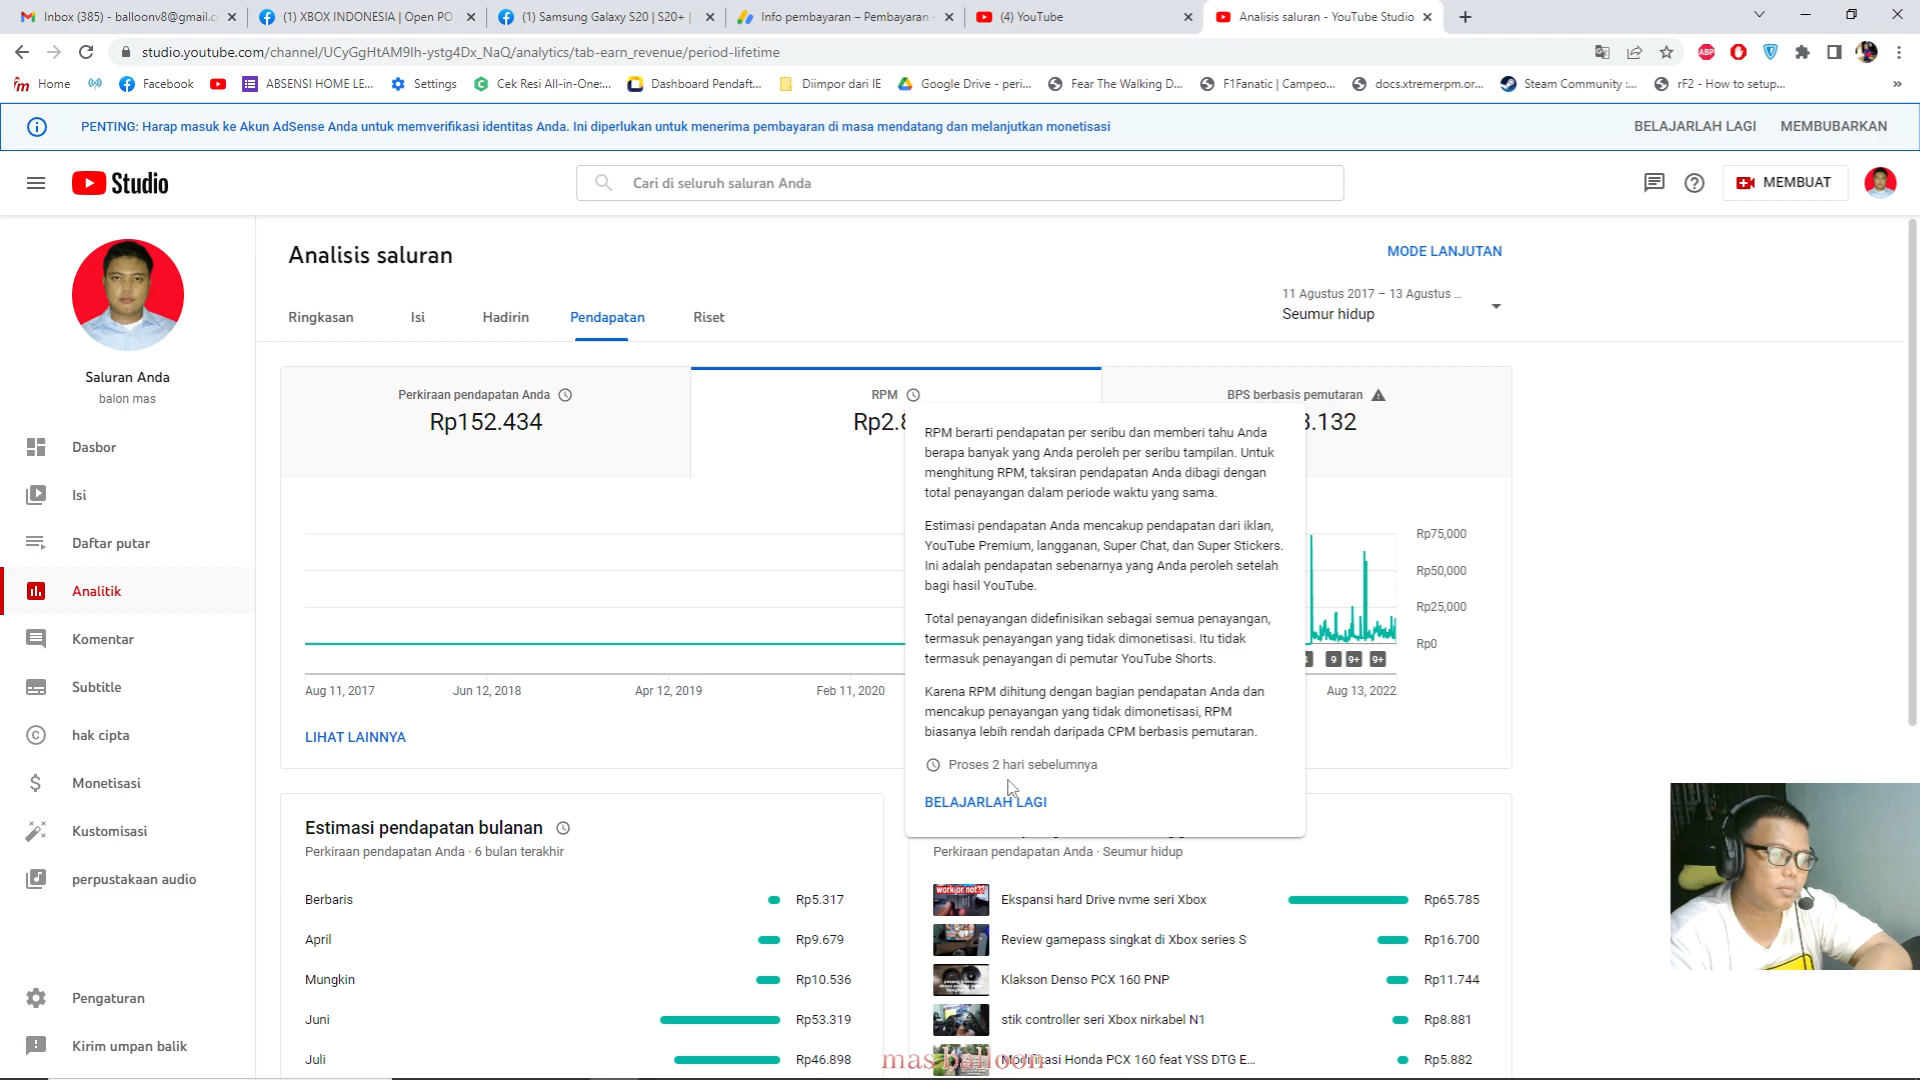 Inbox (385) - balloonv8@gmail.c
(1) XBOX INDONESIA | Open PO
(1) Samsung Galaxy S20 | S20+ |
Info pembayaran – Pembayaran -
(4) YouTube
Analisis saluran - YouTube Studio
studio.youtube.com/channel/UCyGgHtAM9lh-ystg4Dx_NaQ/analytics/tab-earn_revenue/period-lifetime
Home
Facebook
ABSENSI HOME LE...
Settings
Cek Resi All-in-One:...
Dashboard Pendaft...
Diimpor dari IE
Google Drive - peri...
Fear The Walking D...
F1Fanatic | Campeo...
docs.xtremerpm.or...
Steam Community :...
rF2 - How to setup...
PENTING: Harap masuk ke Akun AdSense Anda untuk memverifikasi identitas Anda. Ini diperlukan untuk menerima pembayaran di masa mendatang dan melanjutkan monetisasi
BELAJARLAH LAGI
MEMBUBARKAN
Studio
Cari di seluruh saluran Anda
MEMBUAT
Saluran Anda
balon mas
Dasbor
Isi
Daftar putar
Analitik
Komentar
Subtitle
hak cipta
Monetisasi
Kustomisasi
perpustakaan audio
Pengaturan
Kirim umpan balik
Analisis saluran
MODE LANJUTAN
Ringkasan
Isi
Hadirin
Pendapatan
Riset
11 Agustus 2017 – 13 Agustus ...
Seumur hidup
Perkiraan pendapatan Anda
Rp152.434
RPM
Rp2.8
BPS berbasis pemutaran
3.132
RPM berarti pendapatan per seribu dan memberi tahu Anda
berapa banyak yang Anda peroleh per seribu tampilan. Untuk
menghitung RPM, taksiran pendapatan Anda dibagi dengan
total penayangan dalam periode waktu yang sama.
Estimasi pendapatan Anda mencakup pendapatan dari iklan,
YouTube Premium, langganan, Super Chat, dan Super Stickers.
Ini adalah pendapatan sebenarnya yang Anda peroleh setelah
bagi hasil YouTube.
Total penayangan didefinisikan sebagai semua penayangan,
termasuk penayangan yang tidak dimonetisasi. Itu tidak
termasuk penayangan di pemutar YouTube Shorts.
Karena RPM dihitung dengan bagian pendapatan Anda dan
mencakup penayangan yang tidak dimonetisasi, RPM
biasanya lebih rendah daripada CPM berbasis pemutaran.
Proses 2 hari sebelumnya
BELAJARLAH LAGI
Rp75,000
Rp50,000
Rp25,000
Rp0
9
9+
9+
Aug 11, 2017
Jun 12, 2018
Apr 12, 2019
Feb 11, 2020
Aug 13, 2022
LIHAT LAINNYA
Estimasi pendapatan bulanan
Perkiraan pendapatan Anda · 6 bulan terakhir
Berbaris
Rp5.317
April
Rp9.679
Mungkin
Rp10.536
Juni
Rp53.319
Juli
Rp46.898
Perkiraan pendapatan Anda · Seumur hidup
work or not??
Ekspansi hard Drive nvme seri Xbox
Rp65.785
Review gamepass singkat di Xbox series S
Rp16.700
Klakson Denso PCX 160 PNP
Rp11.744
stik controller seri Xbox nirkabel N1
Rp8.881
Modifikasi Honda PCX 160 feat YSS DTG E...
Rp5.882
mas balloon